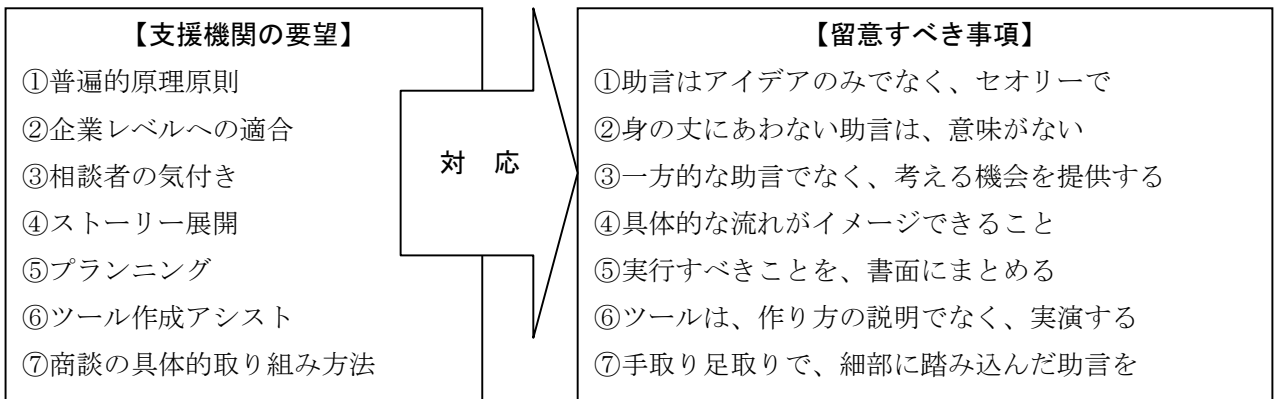 【支援機関の要望】
①普遍的原理原則
②企業レベルへの適合
③相談者の気付き
④ストーリー展開
⑤プランニング
⑥ツール作成アシスト
⑦商談の具体的取り組み方法
対 応
【留意すべき事項】
①助言はアイデアのみでなく、セオリーで
②身の丈にあわない助言は、意味がない
③一方的な助言でなく、考える機会を提供する
④具体的な流れがイメージできること
⑤実行すべきことを、書面にまとめる
⑥ツールは、作り方の説明でなく、実演する
⑦手取り足取りで、細部に踏み込んだ助言を